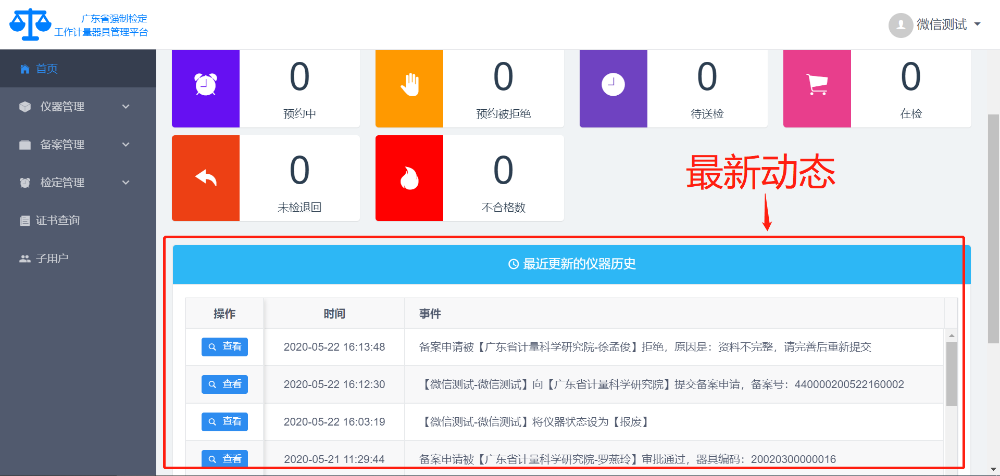 广东省强制检定
工作计量器具管理平台
微信测试
首页
仪器管理
备案管理
检定管理
证书查询
子用户
0
预约中
0
预约被拒绝
0
待送检
0
在检
0
未检退回
0
不合格数
最新动态
最近更新的仪器历史
操作 时间 事件
查看 2020-05-22 16:13:48 备案申请被【广东省计量科学研究院-徐孟俊】拒绝，原因是：资料不完整，请完善后重新提交
查看 2020-05-22 16:12:30 【微信测试-微信测试】向【广东省计量科学研究院】提交备案申请，备案号：440000200522160002
查看 2020-05-22 16:03:19 【微信测试-微信测试】将仪器状态设为【报废】
查看 2020-05-21 11:29:44 备案申请被【广东省计量科学研究院-罗燕玲】审批通过，器具编码：20020300000016